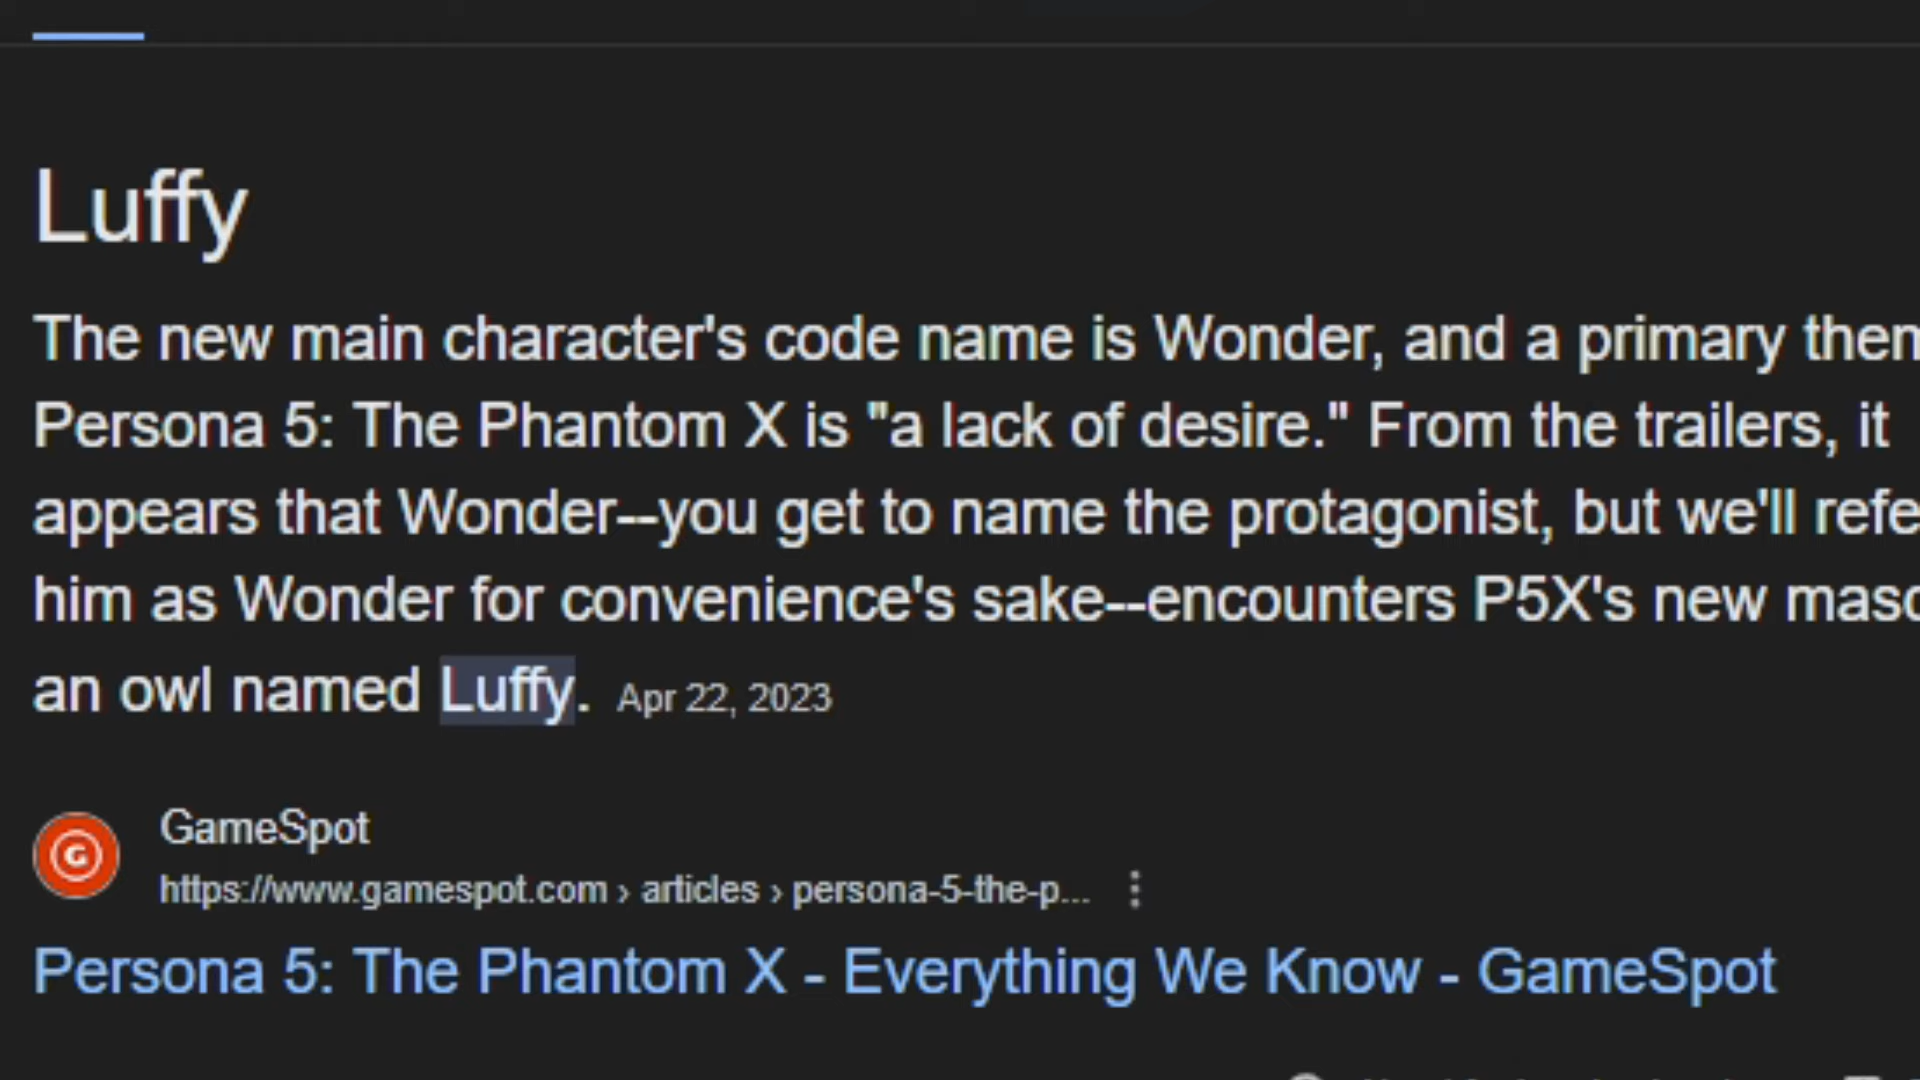 Luffy
The new main character's code name is Wonder, and a primary
Persona 5: The Phantom X is "a lack of desire." From the trailers, it
appears that Wonder--you get to name the protagonist, but we'll
him as Wonder for convenience's sake--encounters P5X's new
an owl named Luffy. Apr 22, 2023
GameSpot
https://www.gamespot.com › articles › persona-5-the-p...
Persona 5: The Phantom X - Everything We Know - GameSpot